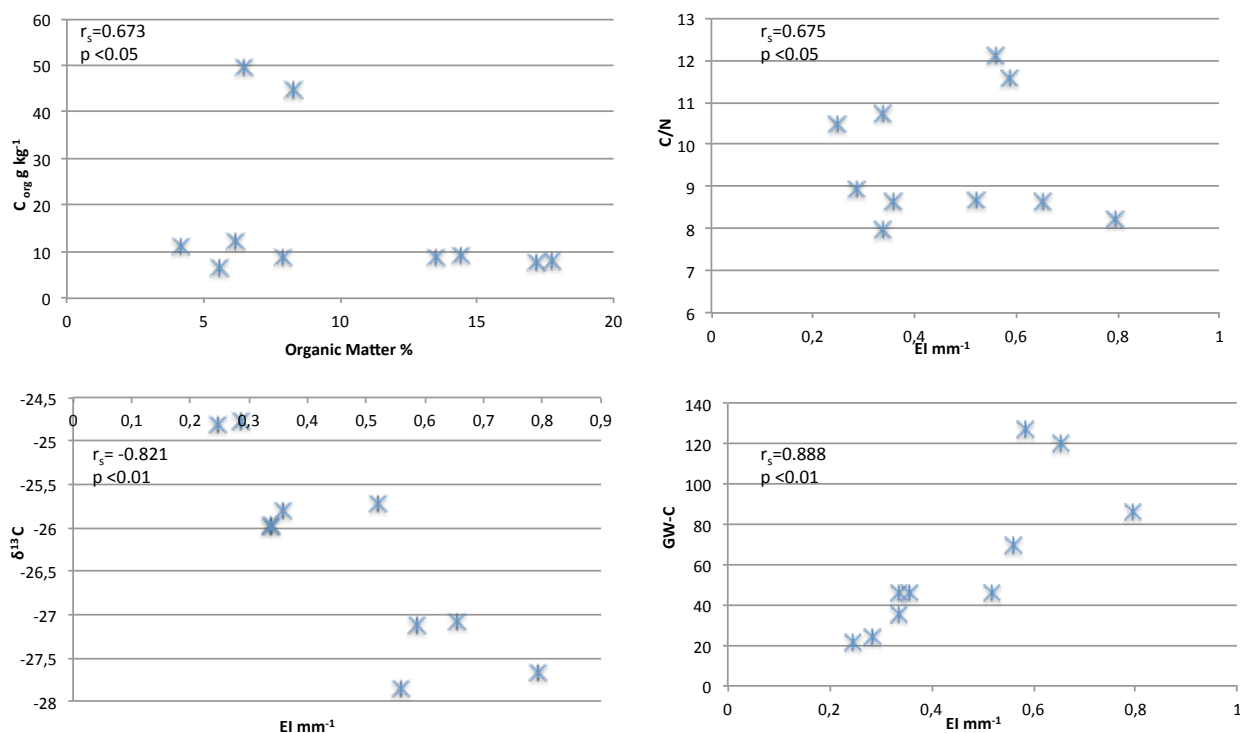 r_s=0.673
p <0.05
C_org g kg⁻¹
60
50
40
30
20
10
0
0 5 10 15 20
Organic Matter %
r_s=0.675
p <0.05
C/N
13
12
11
10
9
8
7
6
0 0,2 0,4 0,6 0,8 1
EI mm⁻¹
-24,5
0 0,1 0,2 0,3 0,4 0,5 0,6 0,7 0,8 0,9
r_s= -0.821
p <0.01
δ¹³C
-25
-25,5
-26
-26,5
-27
-27,5
-28
EI mm⁻¹
r_s=0.888
p <0.01
GW-C
140
120
100
80
60
40
20
0
0 0,2 0,4 0,6 0,8 1
EI mm⁻¹